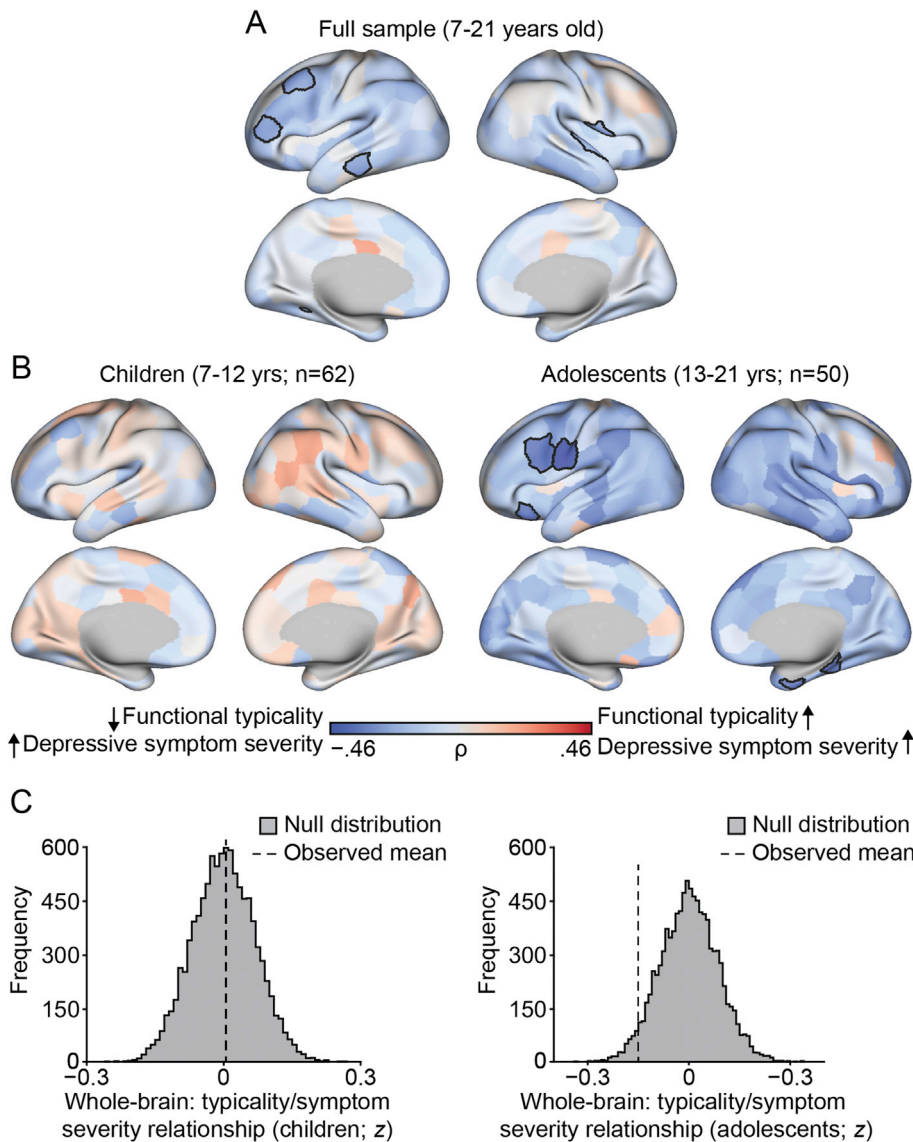 A
Full sample (7-21 years old)
B
Children (7-12 yrs; n=62)
Adolescents (13-21 yrs; n=50)
↓ Functional typicality
↑ Depressive symptom severity
−.46
ρ
.46
Functional typicality ↑
Depressive symptom severity ↑
C
Null distribution
Observed mean
600
450
300
150
0
Frequency
−0.3
0
0.3
Whole-brain: typicality/symptom
severity relationship (children; z)
Null distribution
Observed mean
600
450
300
150
0
Frequency
−0.3
0
0.3
Whole-brain: typicality/symptom
severity relationship (adolescents; z)